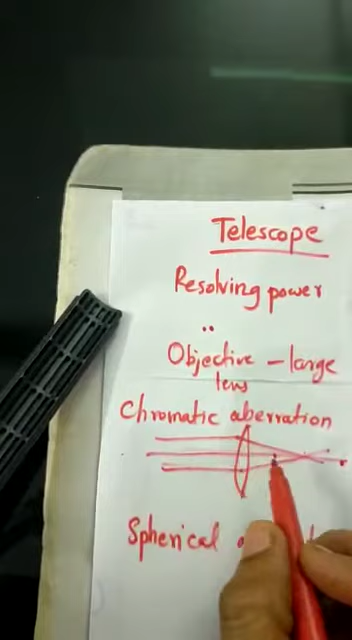 Telescope
Resolving power
Objective - large
lens
Chromatic aberration
Spherical